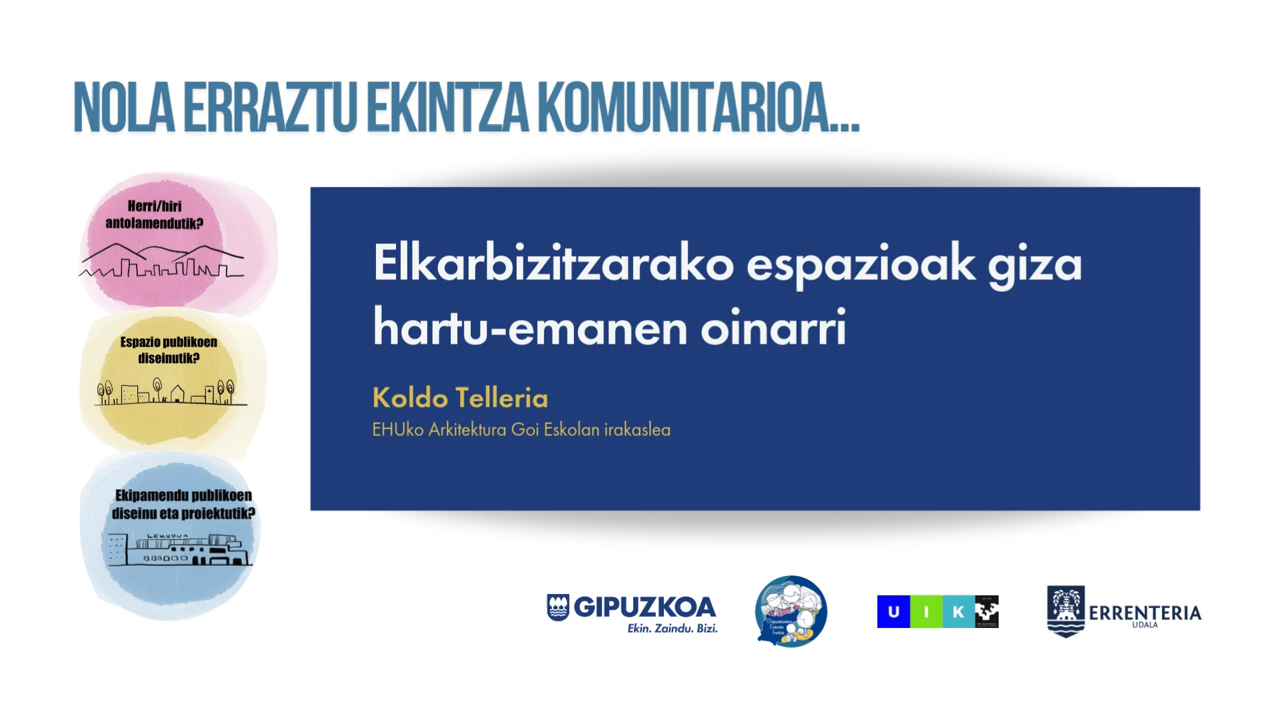 NOLA ERRAZTU EKINTZA KOMUNITARIOA...
Herri/hiri
antolamendutik?
Espazio publikoen
diseinutik?
Ekipamendu publikoen
diseinu eta proiektutik?
LEKUONA
Elkarbizitzarako espazioak giza
hartu-emanen oinarri
Koldo Telleria
EHUko Arkitektura Goi Eskolan irakaslea
GIPUZKOA
Ekin. Zaindu. Bizi.
U I K
ERRENTERIA
UDALA